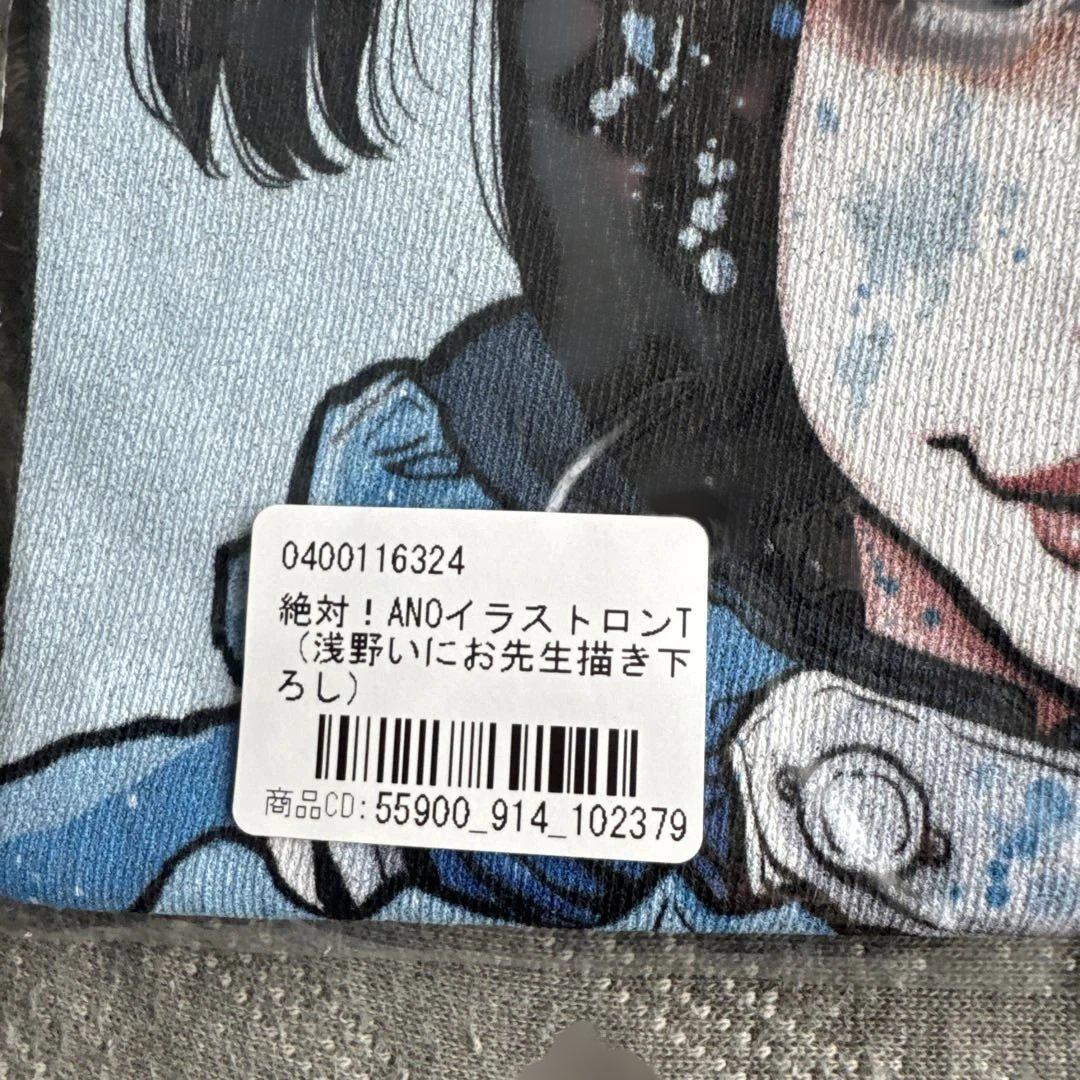 0400116324
絶対！ANOイラストロンT
（浅野いにお先生描き下
ろし）
商品CD:55900_914_102379